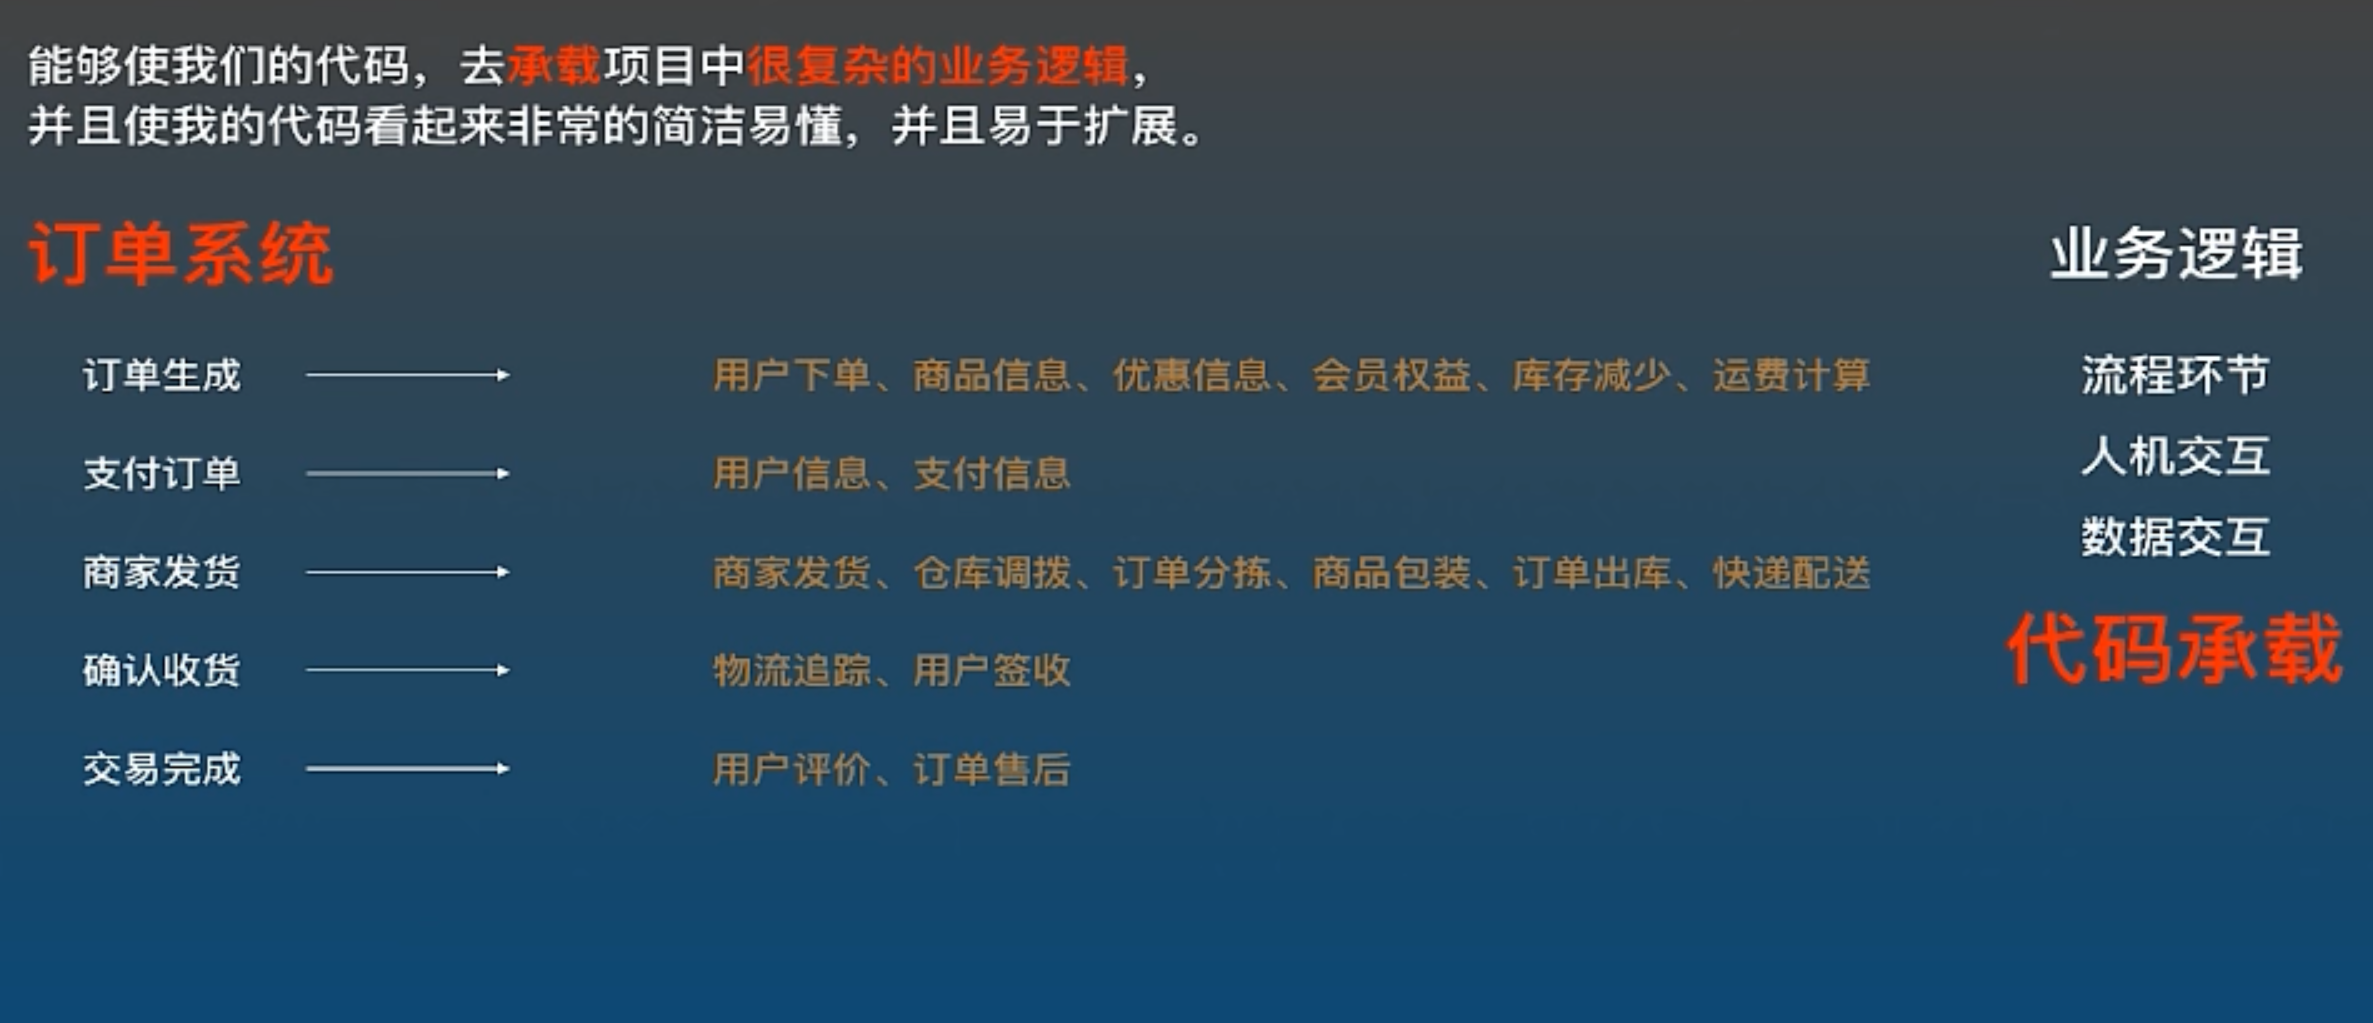 能够使我们的代码，去承载项目中很复杂的业务逻辑，
并且使我的代码看起来非常的简洁易懂，并且易于扩展。
订单系统
订单生成 用户下单、商品信息、优惠信息、会员权益、库存减少、运费计算
支付订单 用户信息、支付信息
商家发货 商家发货、仓库调拨、订单分拣、商品包装、订单出库、快递配送
确认收货 物流追踪、用户签收
交易完成 用户评价、订单售后
业务逻辑
流程环节
人机交互
数据交互
代码承载